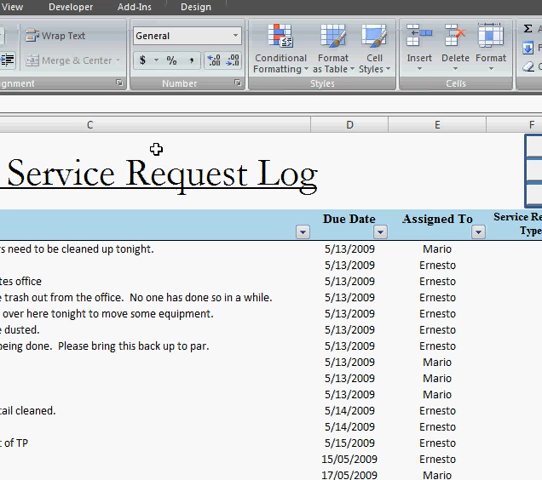 View Developer Add-Ins Design
Wrap Text General
Merge & Center $ % , .0 .00 .00 .0
Conditional Formatting Format as Table Cell Styles Insert Delete Format
Number Styles Cells
C D E F
Service Request Log
Due Date Assigned To Service Re
Type
s need to be cleaned up tonight. 5/13/2009 Mario
5/13/2009 Ernesto
tes office 5/13/2009 Ernesto
trash out from the office. No one has done so in a while. 5/13/2009 Ernesto
over here tonight to move some equipment. 5/13/2009 Ernesto
dusted. 5/13/2009 Ernesto
being done. Please bring this back up to par. 5/13/2009 Ernesto
5/13/2009 Mario
5/13/2009 Mario
5/13/2009 Mario
tail cleaned. 5/14/2009 Ernesto
5/14/2009 Ernesto
t of TP 5/15/2009 Ernesto
15/05/2009 Ernesto
17/05/2009 Mario